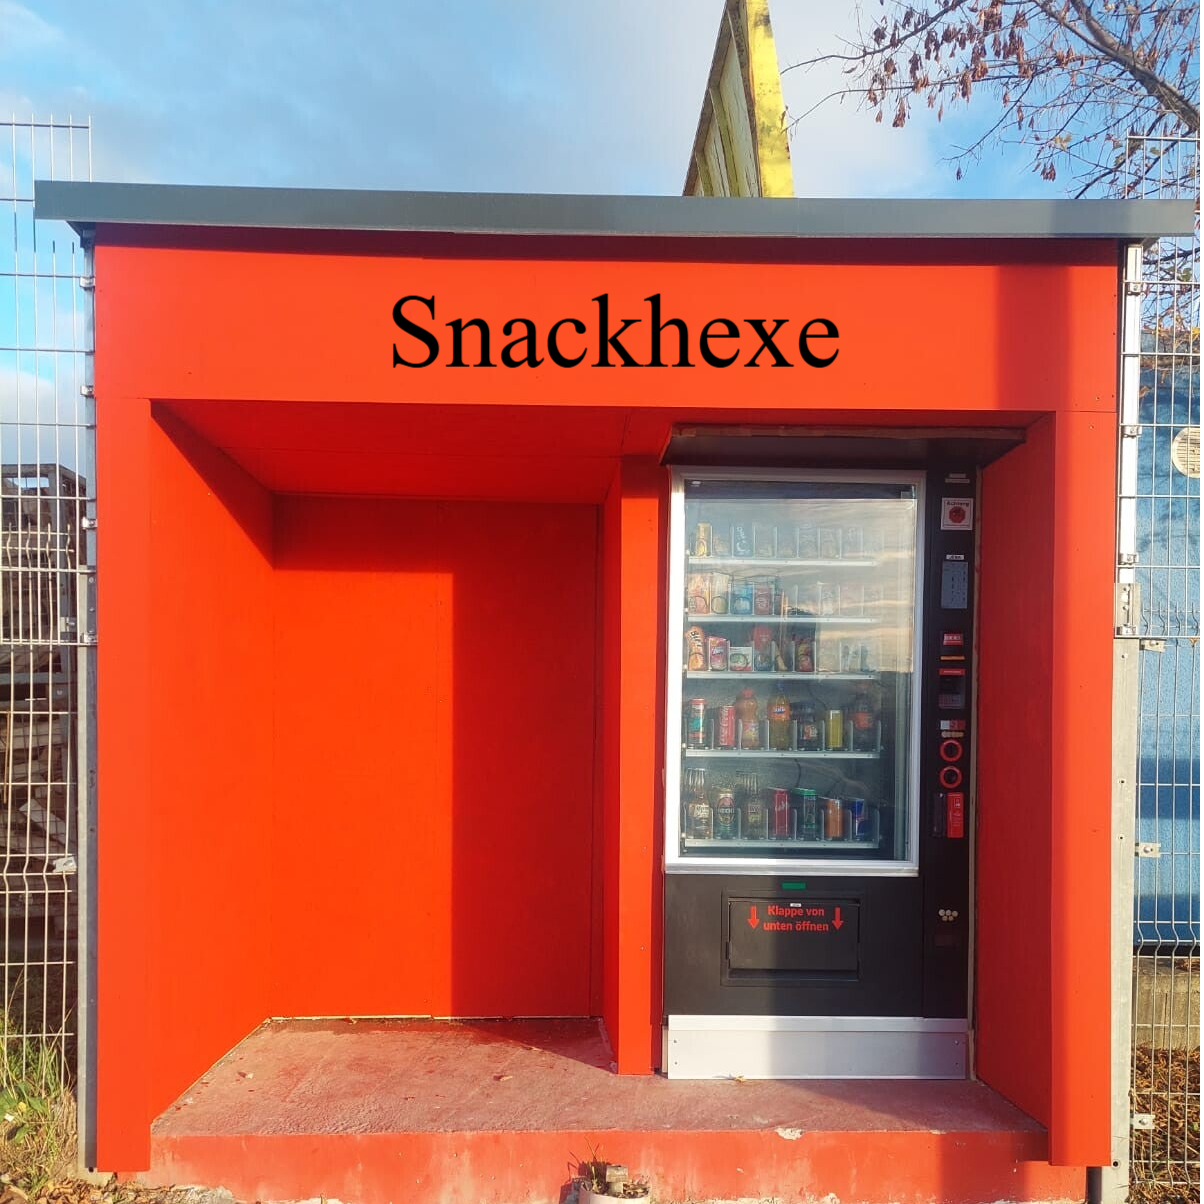 Snackhexe
Klappe von
unten öffnen